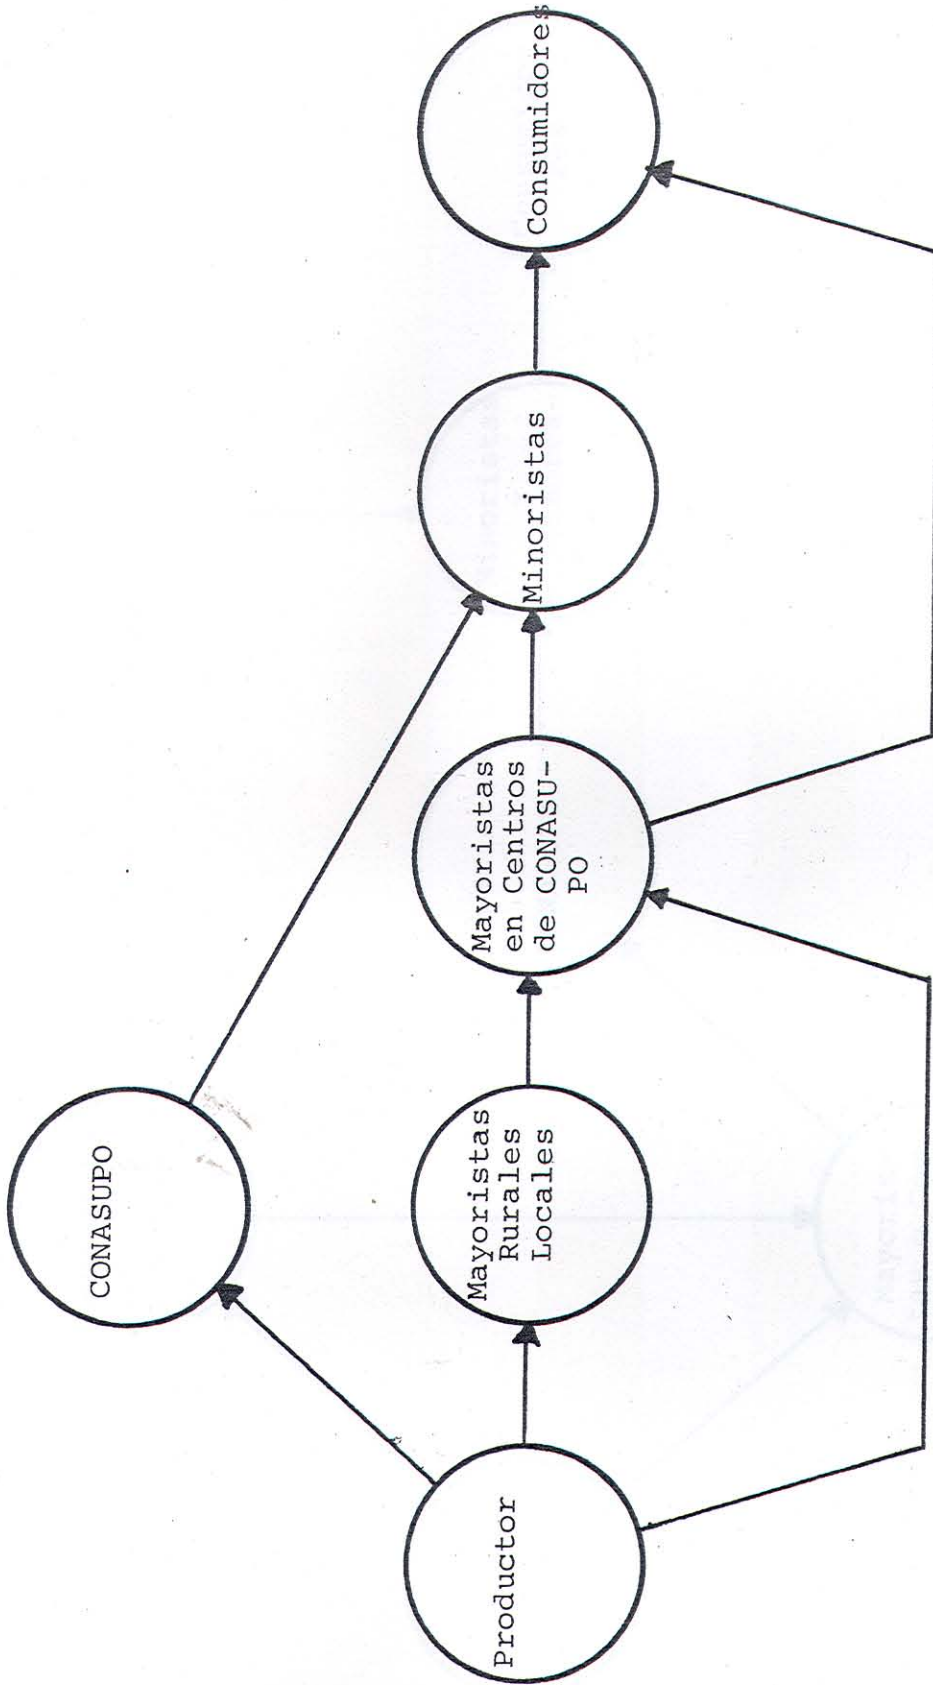 CONASUPO
Productor
Mayoristas
Rurales
Locales
Mayoristas
en Centros
de CONASU-
PO
Minoristas
Consumidores